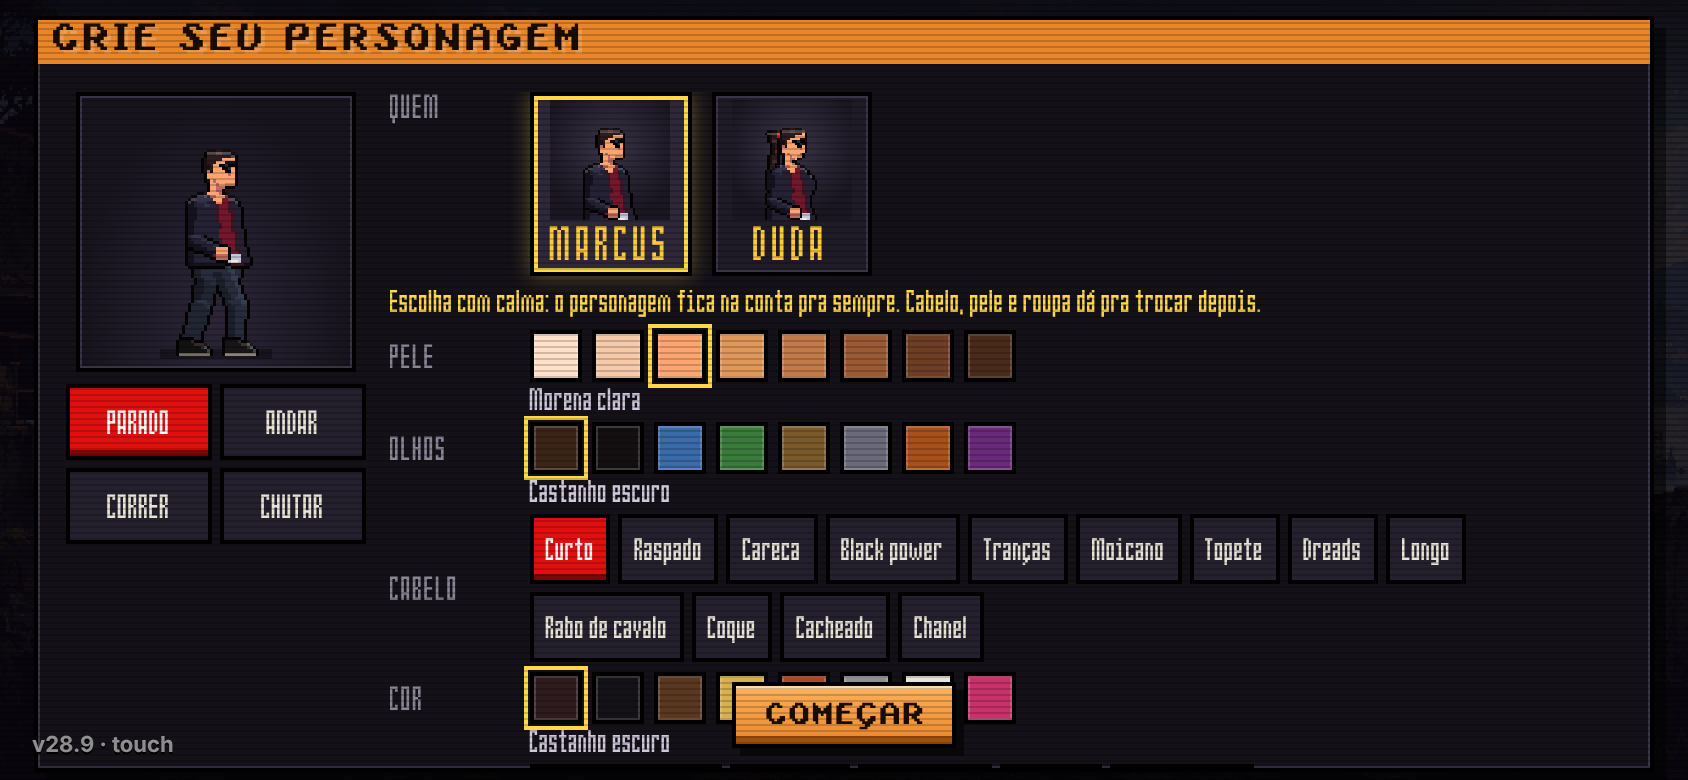 CRIE SEU PERSONAGEM
QUEM
MARCUS
DUDA
Escolha com calma: o personagem fica na conta pra sempre. Cabelo, pele e roupa dá pra trocar depois.
PELE
Morena clara
PARADO
ANDAR
CORRER
CHUTAR
OLHOS
Castanho escuro
CABELO
Curto
Raspado
Careca
Black power
Tranças
Moicano
Topete
Dreads
Longo
Rabo de cavalo
Coque
Cacheado
Chanel
COR
Castanho escuro
COMEÇAR
v28.9 · touch